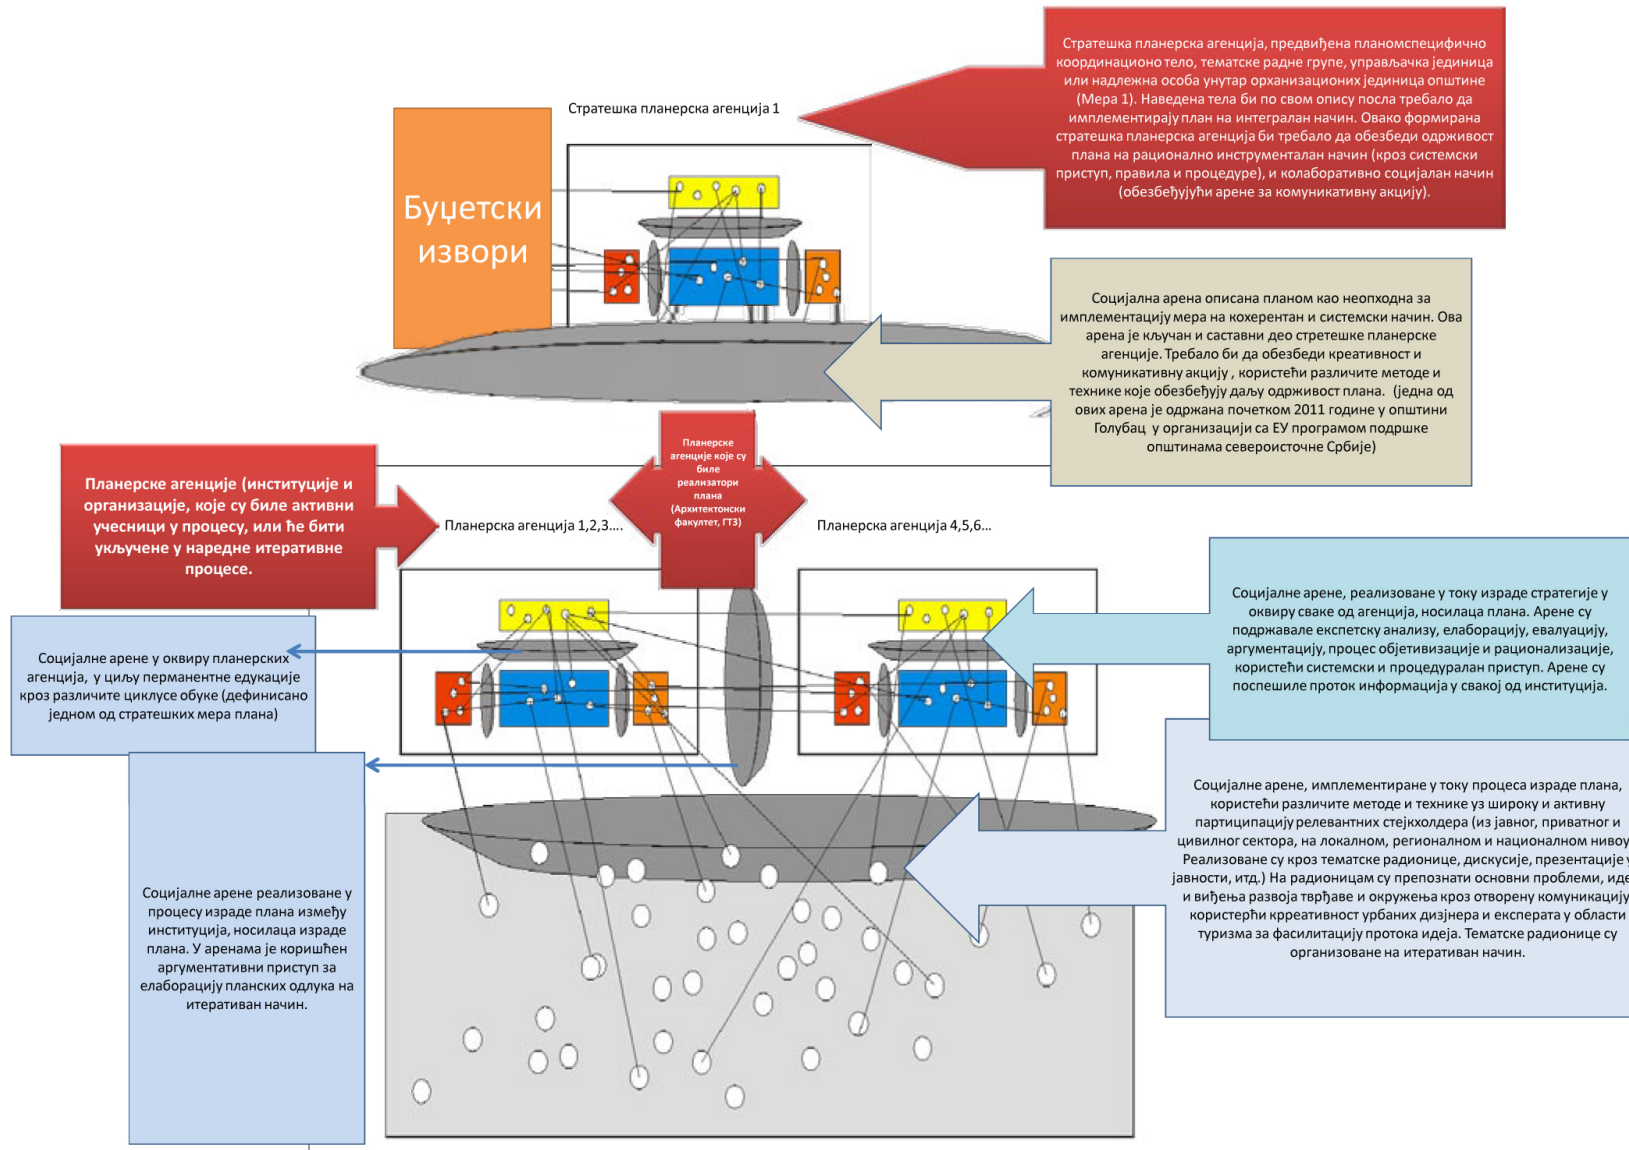 Стратешка планерска агенција, предвиђена планомспецифично
координационо тело, тематске радне групе, управљачка јединица
или надлежна особа унутар орханизационих јединица општине
(Мера 1). Наведена тела би по свом опису посла требало да
имплементирају план на интегралан начин. Овако формирана
стратешка планерска агенција би требало да обезбеди одрживост
плана на рационално инструменталан начин (кроз системски
приступ, правила и процедуре), и колаборативно социјалан начин
(обезбеђујући арене за комуникативну акцију).
Стратешка планерска агенција 1
Буџетски
извори
Социјална арена описана планом као неопходна за
имплементацију мера на кохерентан и системски начин. Ова
арена је кључан и саставни део стретешке планерске
агенције. Требало би да обезбеди креативност и
комуникативну акцију , користећи различите методе и
технике које обезбеђују даљу одрживост плана. (једна од
ових арена је одржана почетком 2011 године у општини
Голубац у организацији са ЕУ програмом подршке
општинама североисточне Србије)
Планерске
агенције које су
биле
реализатори
плана
(Архитектонски
факултет, ГТЗ)
Планерске агенције (институције и
организације, које су биле активни
учесници у процесу, или ће бити
укључене у наредне итеративне
процесе.
Планерска агенција 1,2,3....
Планерска агенција 4,5,6...
Социјалне арене, реализоване у току израде стратегије у
оквиру сваке од агенција, носилаца плана. Арене су
подржавале експетску анализу, елаборацију, евалуацију,
аргументацију, процес објетивизације и рационализације,
користећи системски и процедуралан приступ. Арене су
поспешиле проток информација у свакој од институција.
Социјалне арене у оквиру планерских
агенција, у циљу перманентне едукације
кроз различите циклусе обуке (дефинисано
једном од стратешких мера плана)
Социјалне арене, имплементиране у току процеса израде плана,
користећи различите методе и технике уз широку и активну
партиципацију релевантних стејкхолдера (из јавног, приватног и
цивилног сектора, на локалном, регионалном и националном нивоу
Реализоване су кроз тематске радионице, дискусије, презентације у
јавности, итд.) На радионицам су препознати основни проблеми, иде
и виђења развоја тврђаве и окружења кроз отворену комуникацију
користерћи крреативност урбаних дизјнера и експерата у области
туризма за фасилитацију протока идеја. Тематске радионице су
организоване на итеративан начин.
Социјалне арене реализоване у
процесу израде плана између
институција, носилаца израде
плана. У аренама је коришћен
аргументативни приступ за
елаборацију планских одлука на
итеративан начин.